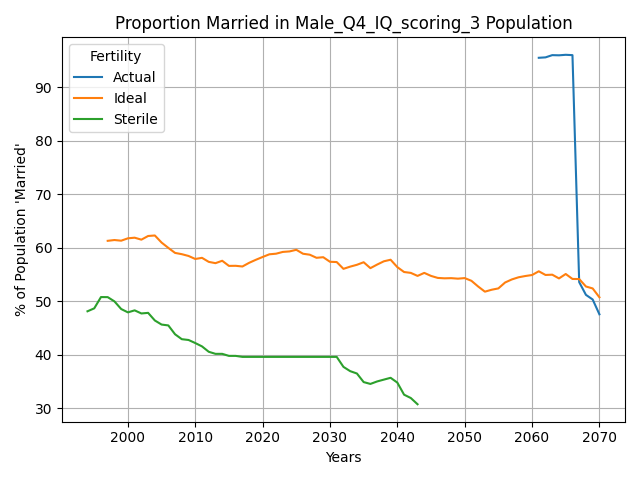 Proportion Married in Male_Q4_IQ_scoring_3 Population
Fertility
Actual
Ideal
Sterile
% of Population 'Married'
90
80
70
60
50
40
30
2000
2010
2020
2030
2040
2050
2060
2070
Years